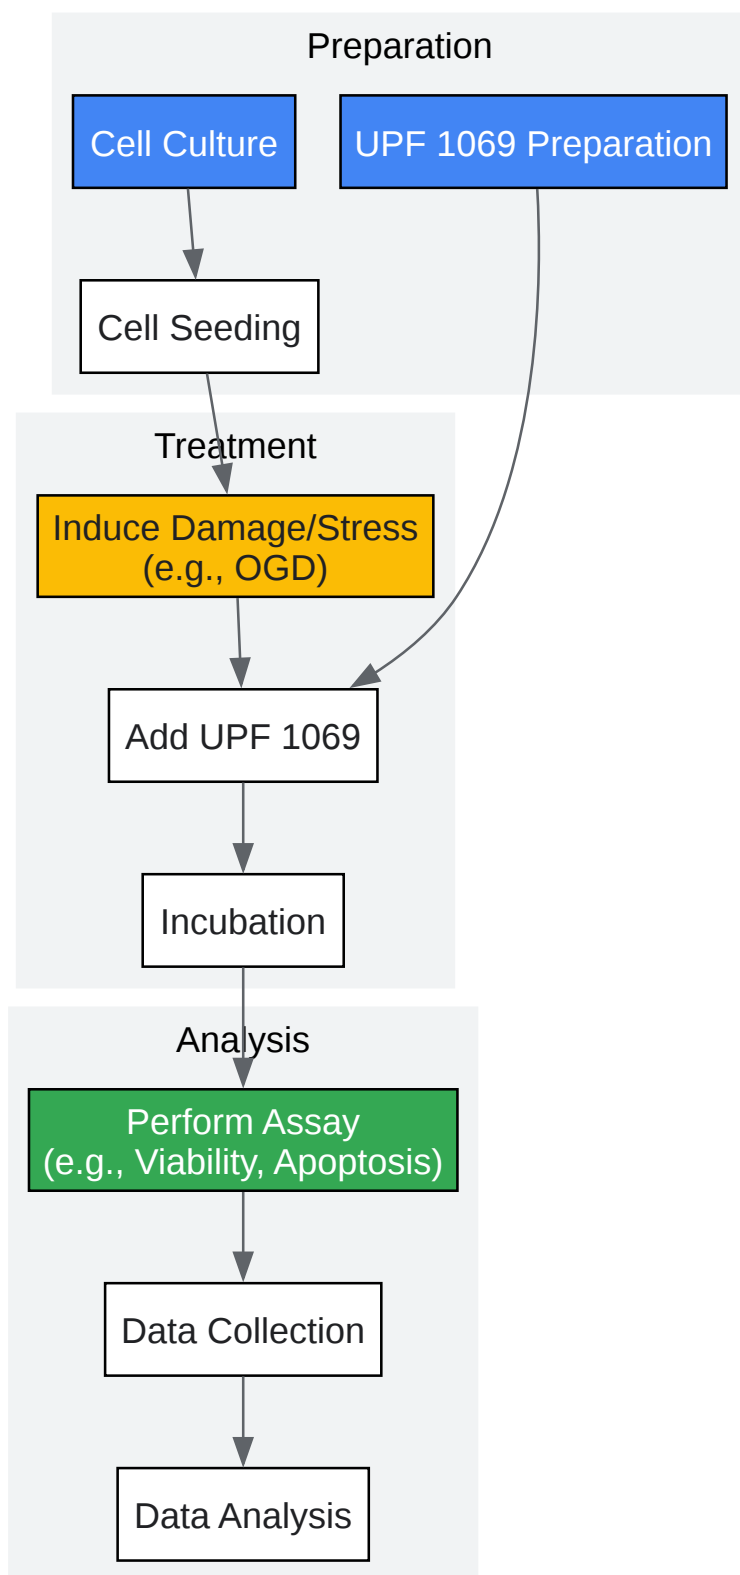 Preparation
Cell Culture
UPF 1069 Preparation
Cell Seeding
Treatment
Induce Damage/Stress
(e.g., OGD)
Add UPF 1069
Incubation
Analysis
Perform Assay
(e.g., Viability, Apoptosis)
Data Collection
Data Analysis